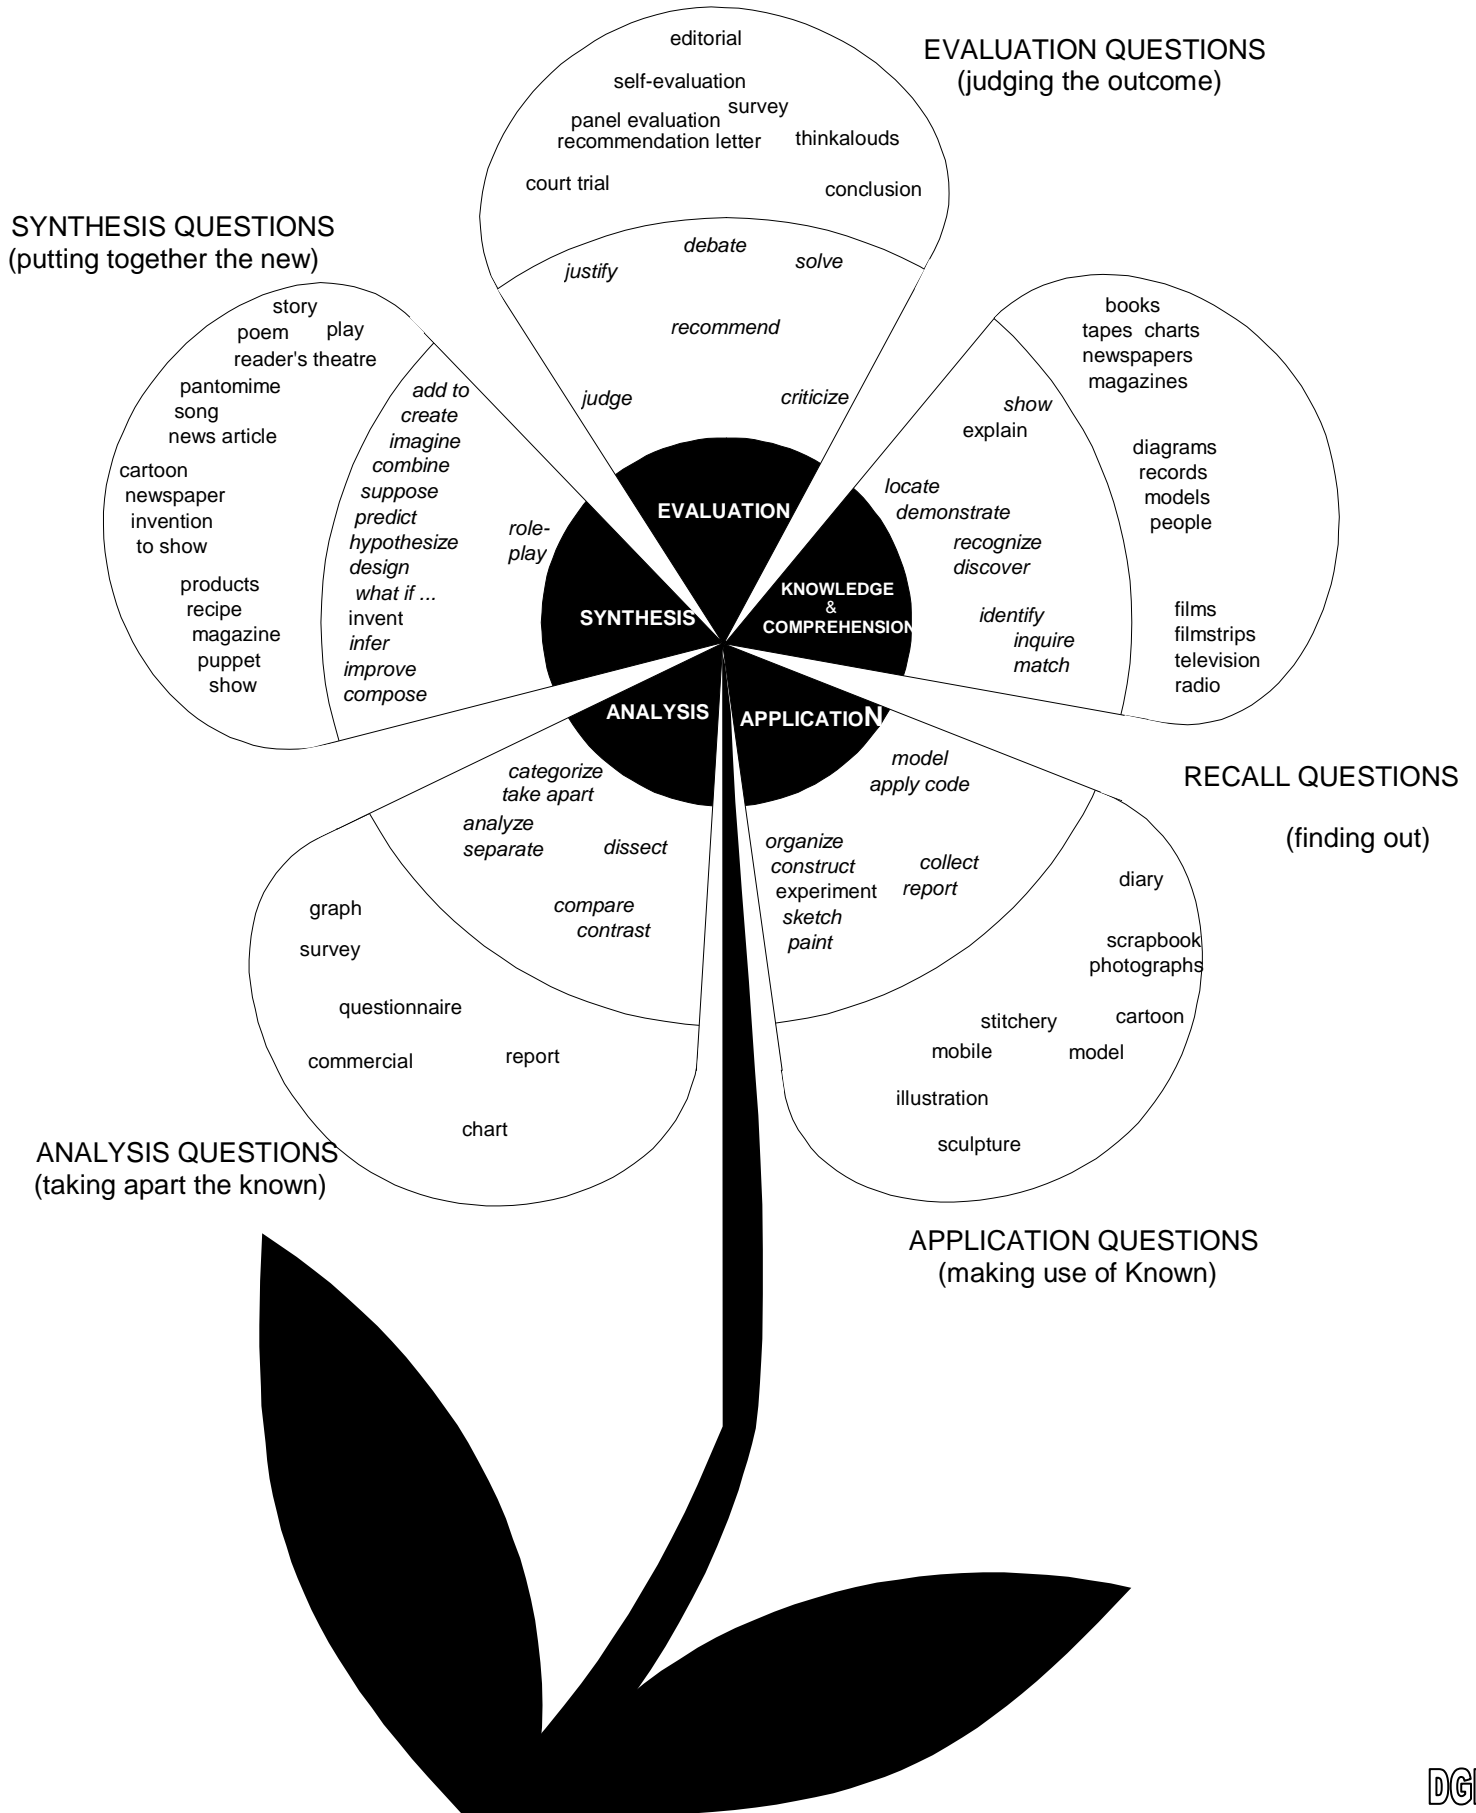 EVALUATION QUESTIONS
(judging the outcome)
editorial
self-evaluation
survey
panel evaluation
recommendation letter
thinkalouds
court trial
conclusion
debate
justify
solve
recommend
judge
criticize
EVALUATION
SYNTHESIS QUESTIONS
(putting together the new)
story
poem play
reader's theatre
pantomime
song
news article
cartoon
newspaper
invention
to show
products
recipe
magazine
puppet
show
add to
create
imagine
combine
suppose
predict
hypothesize
design
what if ...
invent
infer
improve
compose
role-
play
SYNTHESIS
books
tapes charts
newspapers
magazines
diagrams
records
models
people
films
filmstrips
television
radio
show
explain
locate
demonstrate
recognize
discover
identify
inquire
match
KNOWLEDGE
&
COMPREHENSION
RECALL QUESTIONS
(finding out)
ANALYSIS
categorize
take apart
analyze
separate
dissect
compare
contrast
graph
survey
questionnaire
commercial
report
chart
ANALYSIS QUESTIONS
(taking apart the known)
APPLICATION
model
apply code
organize
construct
experiment
sketch
paint
collect
report
diary
scrapbook
photographs
stitchery
cartoon
mobile
model
illustration
sculpture
APPLICATION QUESTIONS
(making use of Known)
DG